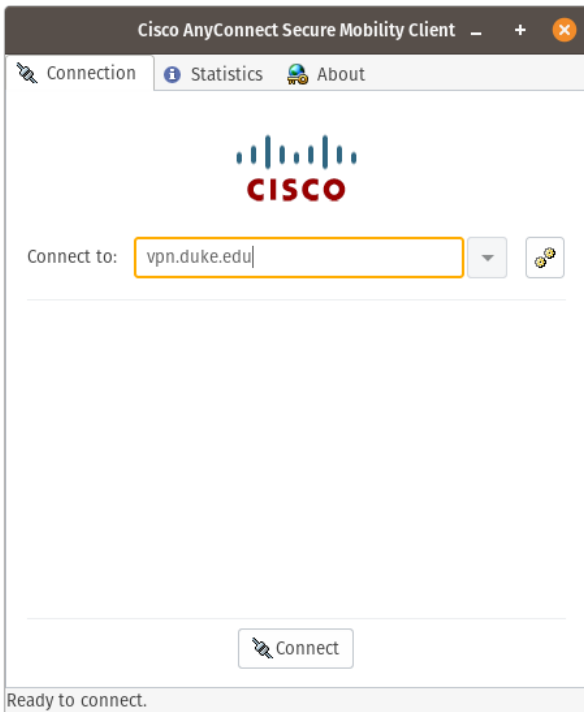 Cisco AnyConnect Secure Mobility Client
Connection Statistics About
CISCO
Connect to: vpn.duke.edu
Connect
Ready to connect.